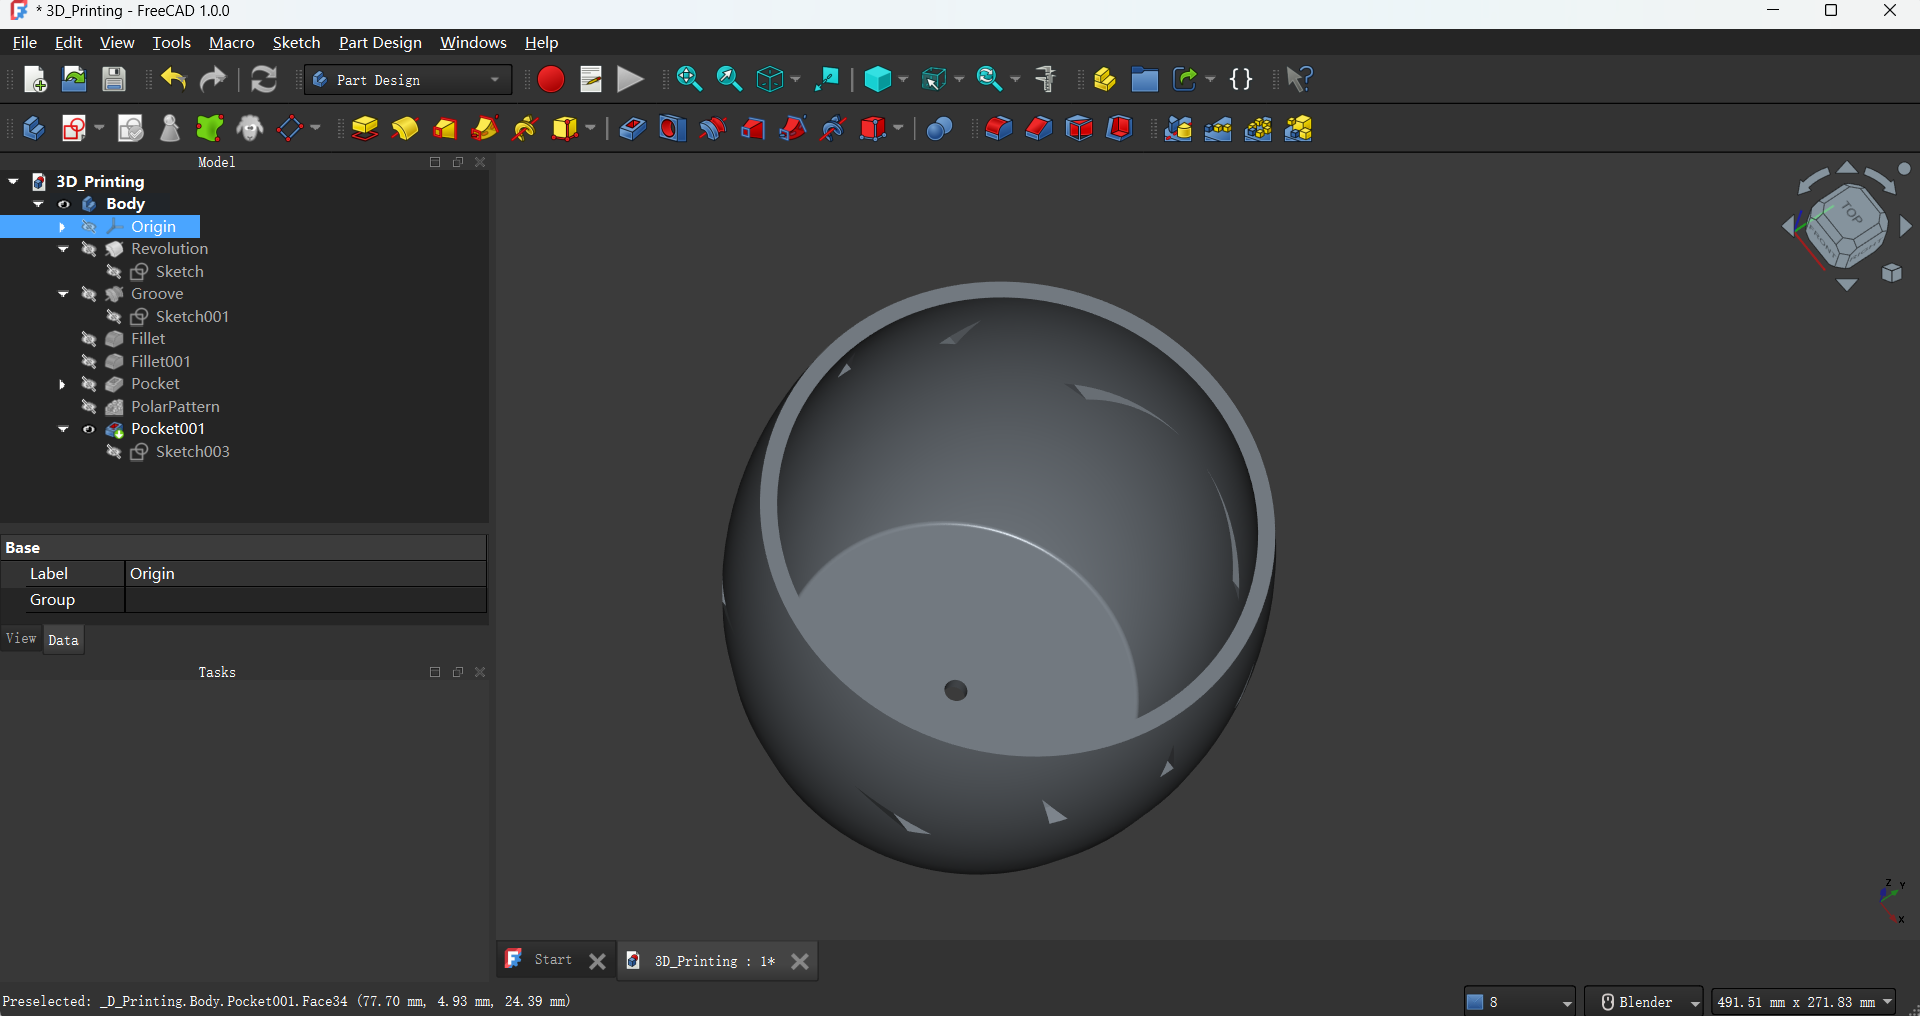 * 3D_Printing - FreeCAD 1.0.0
File Edit View Tools Macro Sketch Part Design Windows Help
Part Design
Model
3D_Printing
Body
Origin
Revolution
Sketch
Groove
Sketch001
Fillet
Fillet001
Pocket
PolarPattern
Pocket001
Sketch003
Base
Label Origin
Group
View Data
Tasks
TOP
FRONT
RIGHT
Z Y
X
Start 3D_Printing : 1*
Preselected: _D_Printing.Body.Pocket001.Face34 (77.70 mm, 4.93 mm, 24.39 mm) 8 Blender 491.51 mm x 271.83 mm